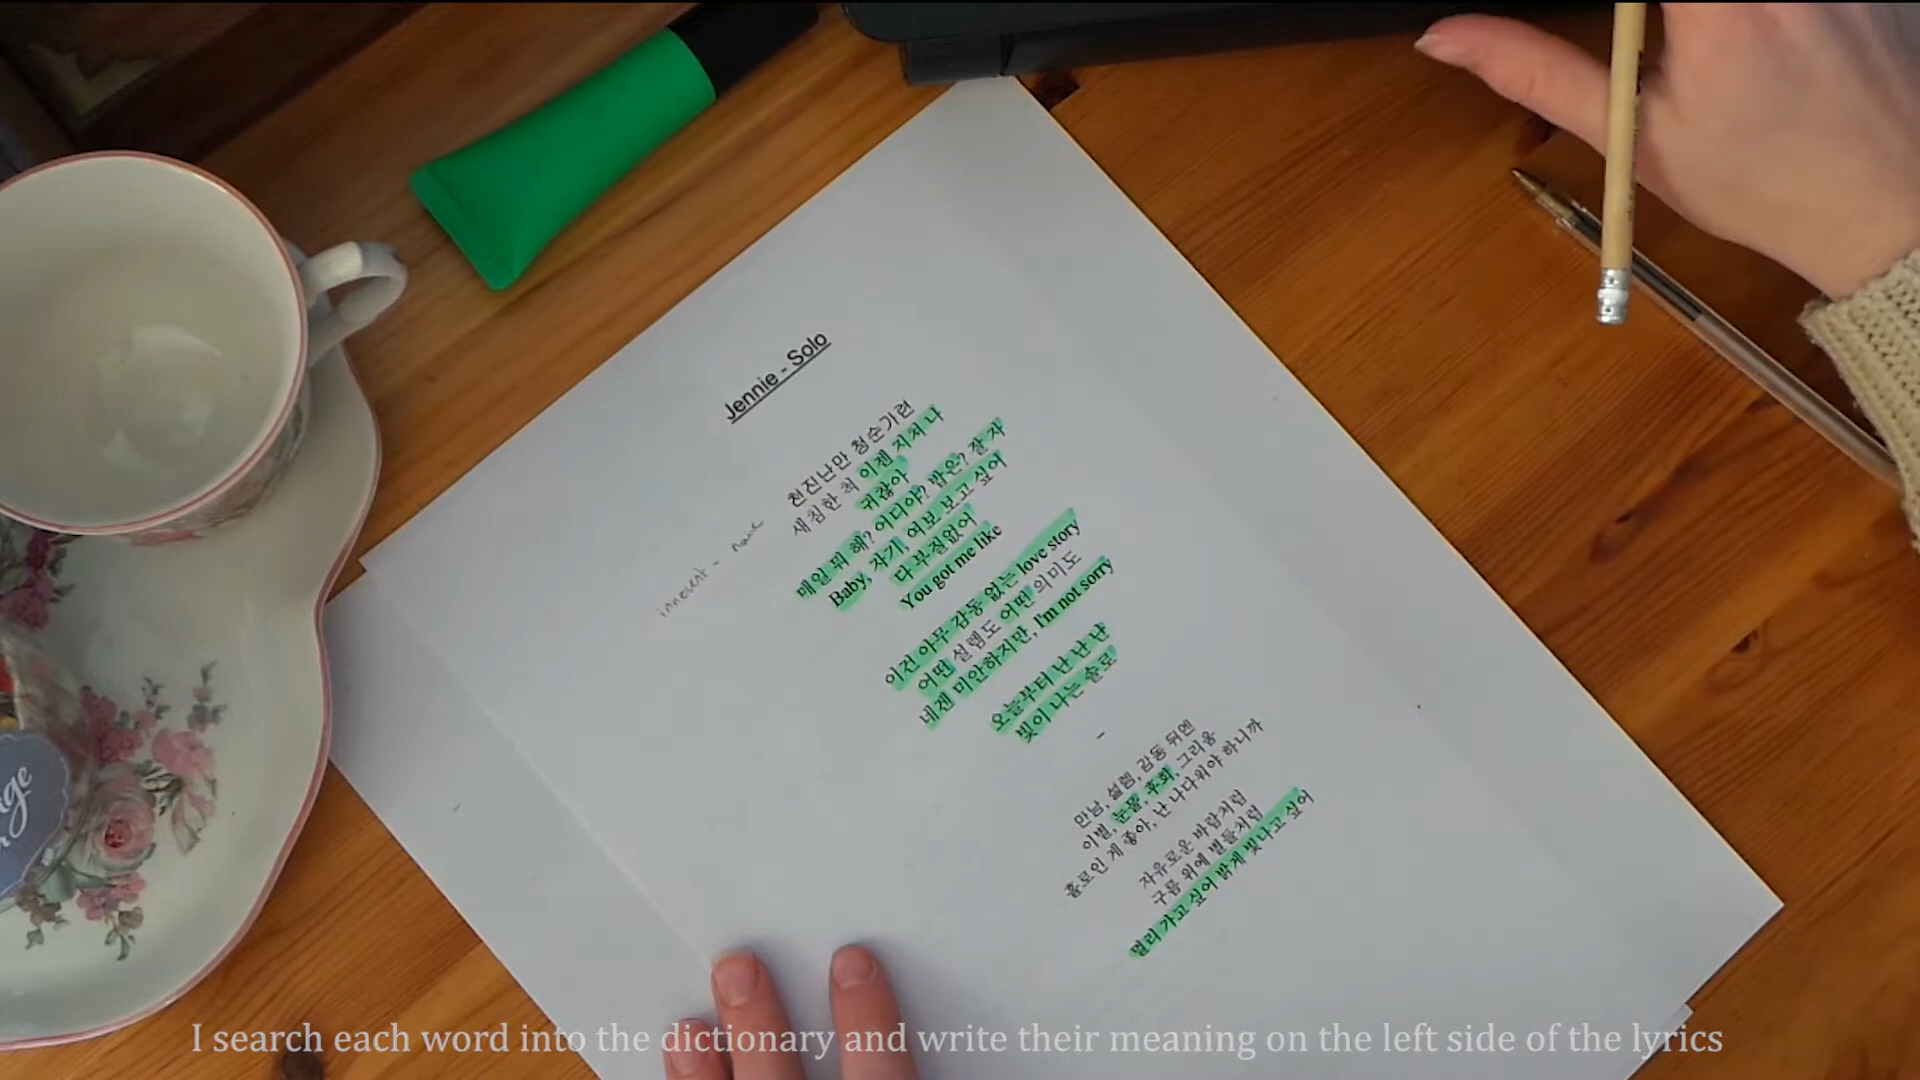 Jennie - Solo
천진난만 청순가련
새침한 척 이젠 지쳐 나
귀찮아
매일 뭐 해? 어디야? 밥은? 잘 자
Baby, 자기, 여보 보고 싶어
다 부질없어
You got me like
innocent - naive
이건 아무 감동 없는 love story
어떤 설렘도 어떤 의미도
네겐 미안하지만, I'm not sorry
오늘부터 난 난 난
빛이 나는 솔로
만남, 설렘, 감동 뒤엔
이별, 눈물, 후회, 그리움
홀로인 게 좋아, 난 나다워야 하니까
자유로운 바람처럼
구름 위에 별들처럼
멀리 가고 싶어 밝게 빛나고 싶어
I search each word into the dictionary and write their meaning on the left side of the lyrics